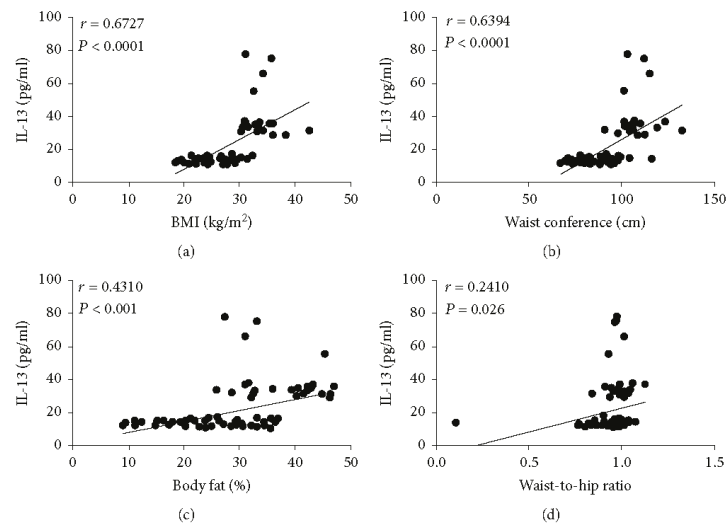 r = 0.6727
P < 0.0001
IL-13 (pg/ml)
100
80
60
40
20
0
0 10 20 30 40 50
BMI (kg/m²)
(a)
r = 0.6394
P < 0.0001
IL-13 (pg/ml)
100
80
60
40
20
0
0 50 100 150
Waist conference (cm)
(b)
r = 0.4310
P < 0.001
IL-13 (pg/ml)
100
80
60
40
20
0
0 10 20 30 40 50
Body fat (%)
(c)
r = 0.2410
P = 0.026
IL-13 (pg/ml)
100
80
60
40
20
0
0.0 0.5 1.0 1.5
Waist-to-hip ratio
(d)